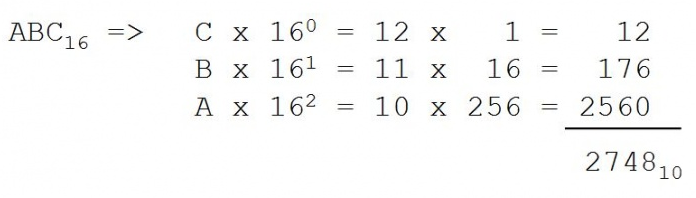 ABC₁₆ => C x 16⁰ = 12 x 1 = 12
B x 16¹ = 11 x 16 = 176
A x 16² = 10 x 256 = 2560
2748₁₀